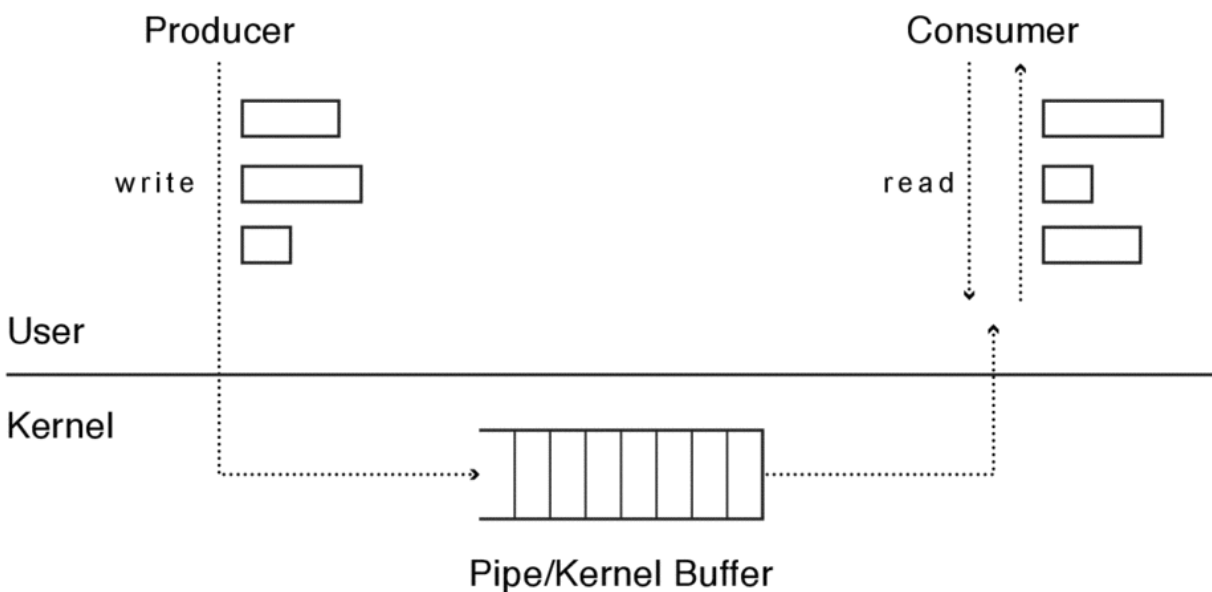 Producer
Consumer
write
read
User
Kernel
Pipe/Kernel Buffer